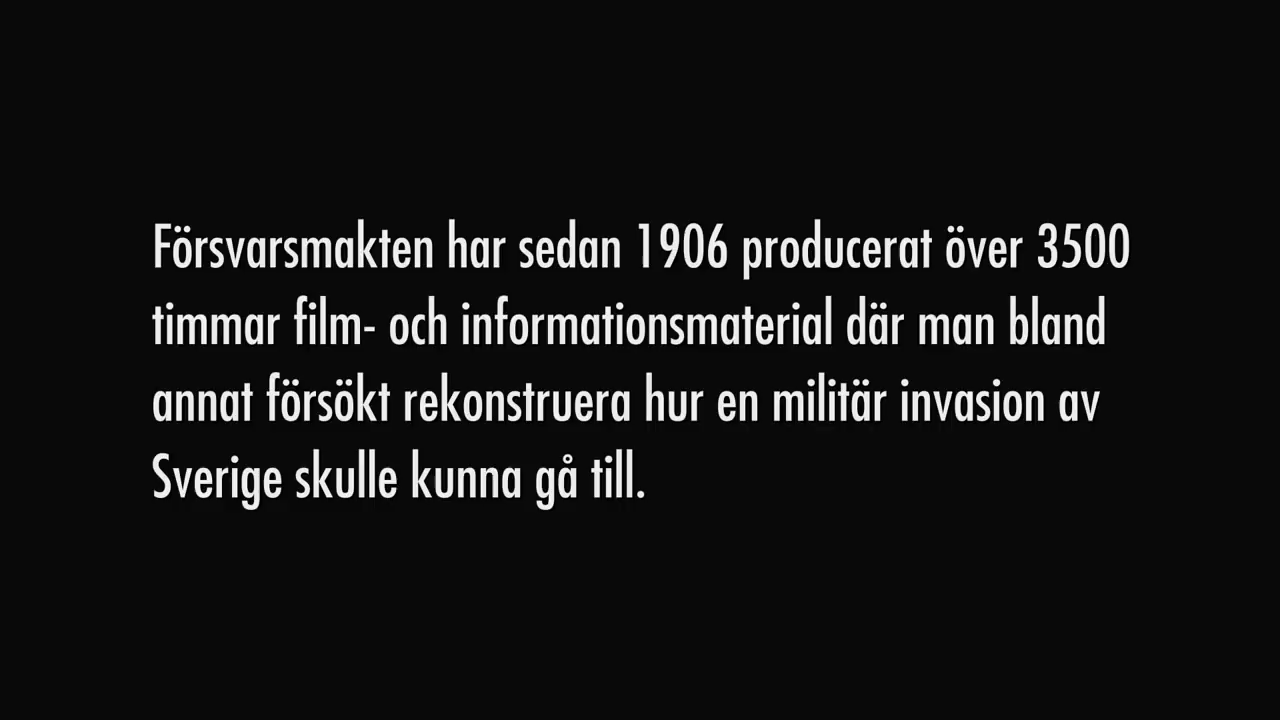 Försvarsmakten har sedan 1906 producerat över 3500
timmar film- och informationsmaterial där man bland
annat försökt rekonstruera hur en militär invasion av
Sverige skulle kunna gå till.